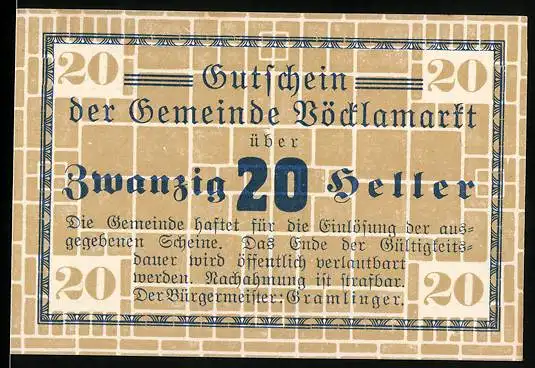 20 Gutschein 20
der Gemeinde Vöcklamarkt
über
Zwanzig 20 Heller
Die Gemeinde haftet für die Einlösung der aus-
gegebenen Scheine. Das Ende der Gültigkeits-
dauer wird öffentlich verlautbart
werden. Nachahmung ist strafbar.
20 Der Bürgermeister: Gramlinger. 20